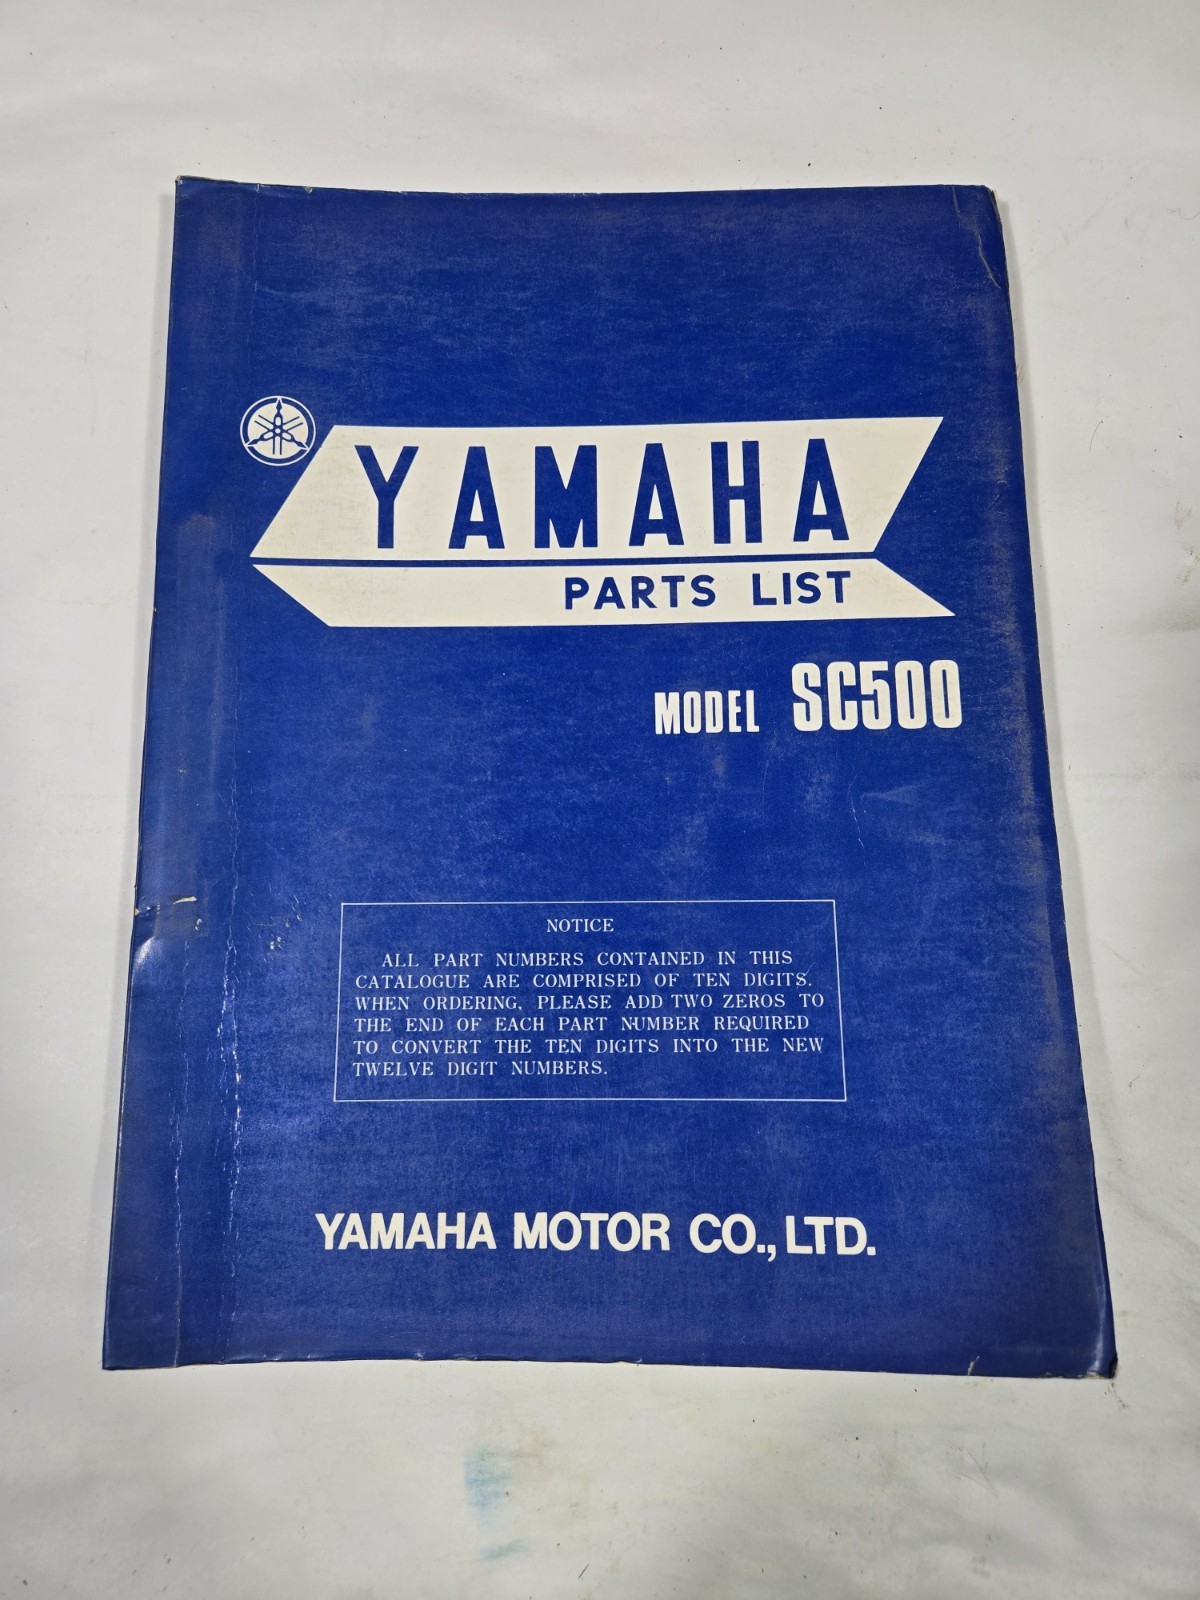 YAMAHA
PARTS LIST
MODEL SC500
NOTICE
ALL PART NUMBERS CONTAINED IN THIS
CATALOGUE ARE COMPRISED OF TEN DIGITS.
WHEN ORDERING, PLEASE ADD TWO ZEROS TO
THE END OF EACH PART NUMBER REQUIRED
TO CONVERT THE TEN DIGITS INTO THE NEW
TWELVE DIGIT NUMBERS.
YAMAHA MOTOR CO., LTD.